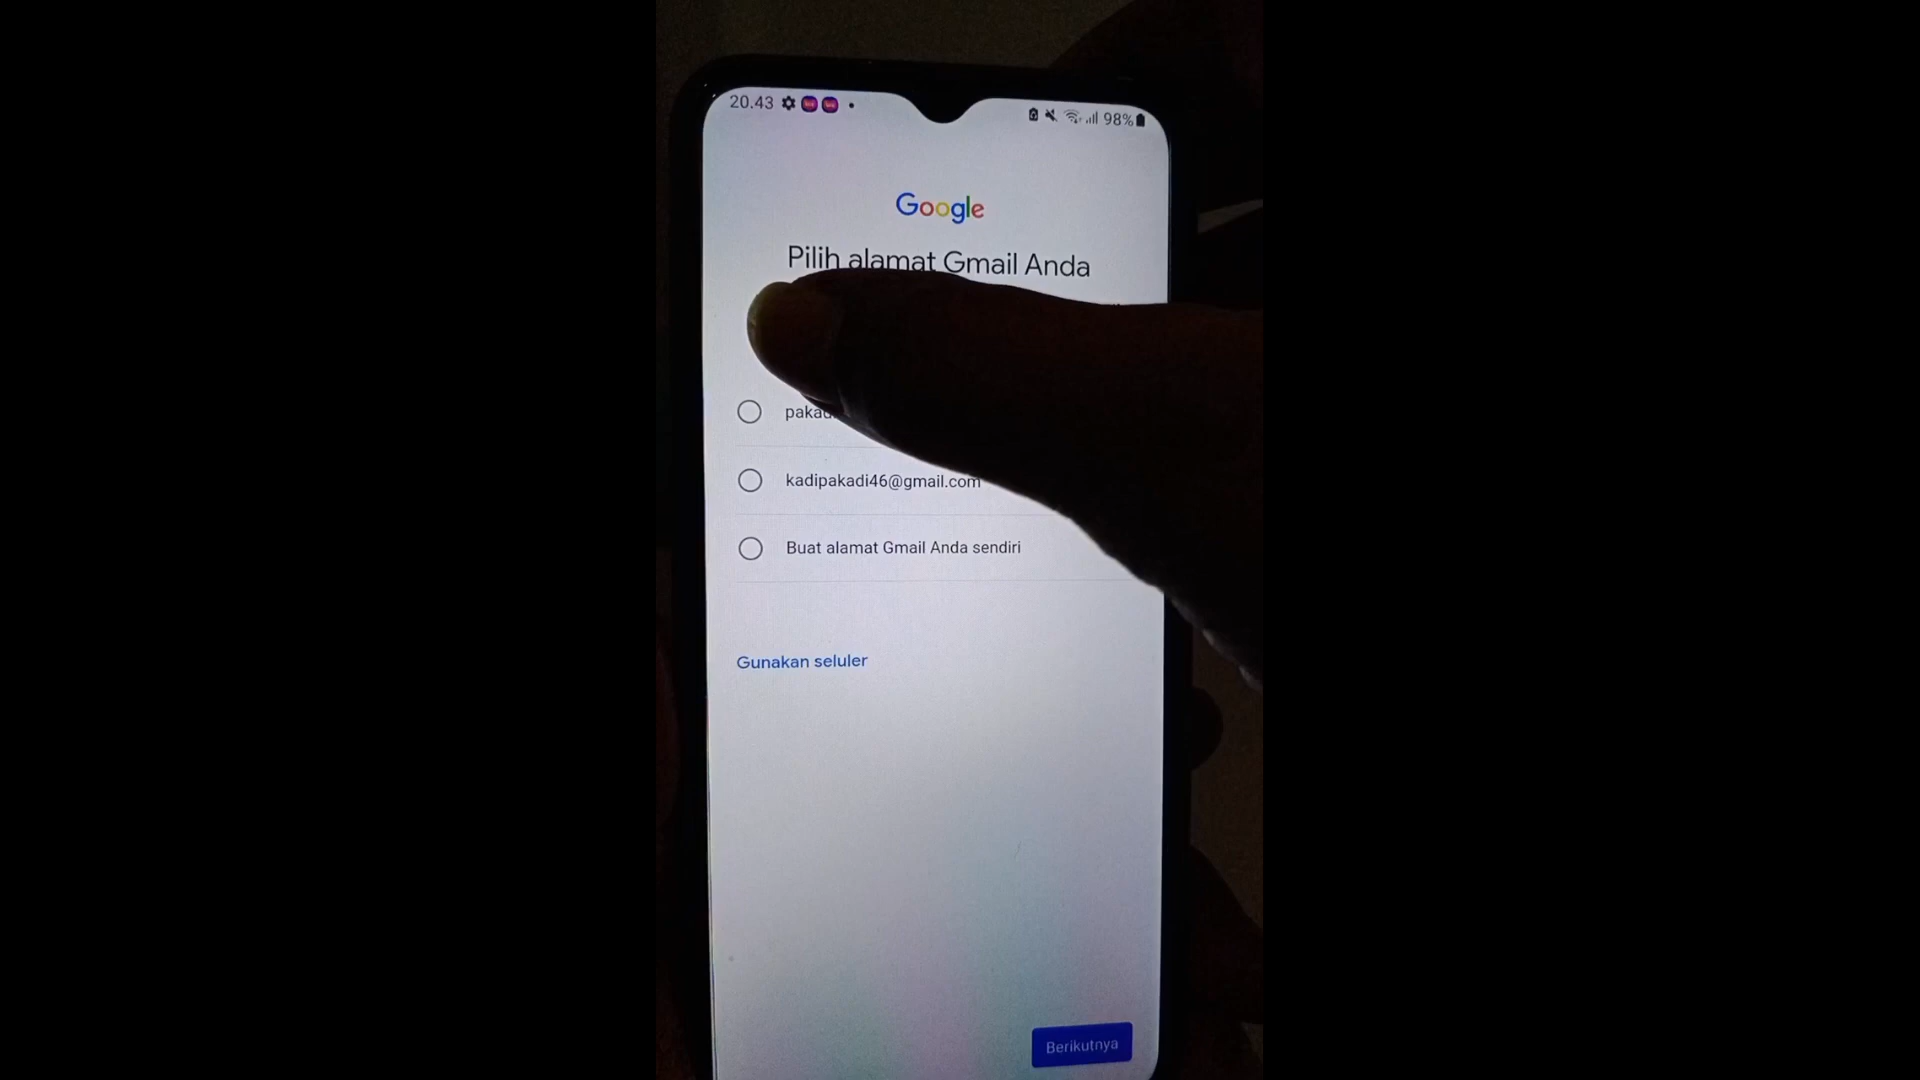 20.43
98%
Google
Pilih alamat Gmail Anda
kadipakadi46@gmail.com
Buat alamat Gmail Anda sendiri
Gunakan seluler
Berikutnya